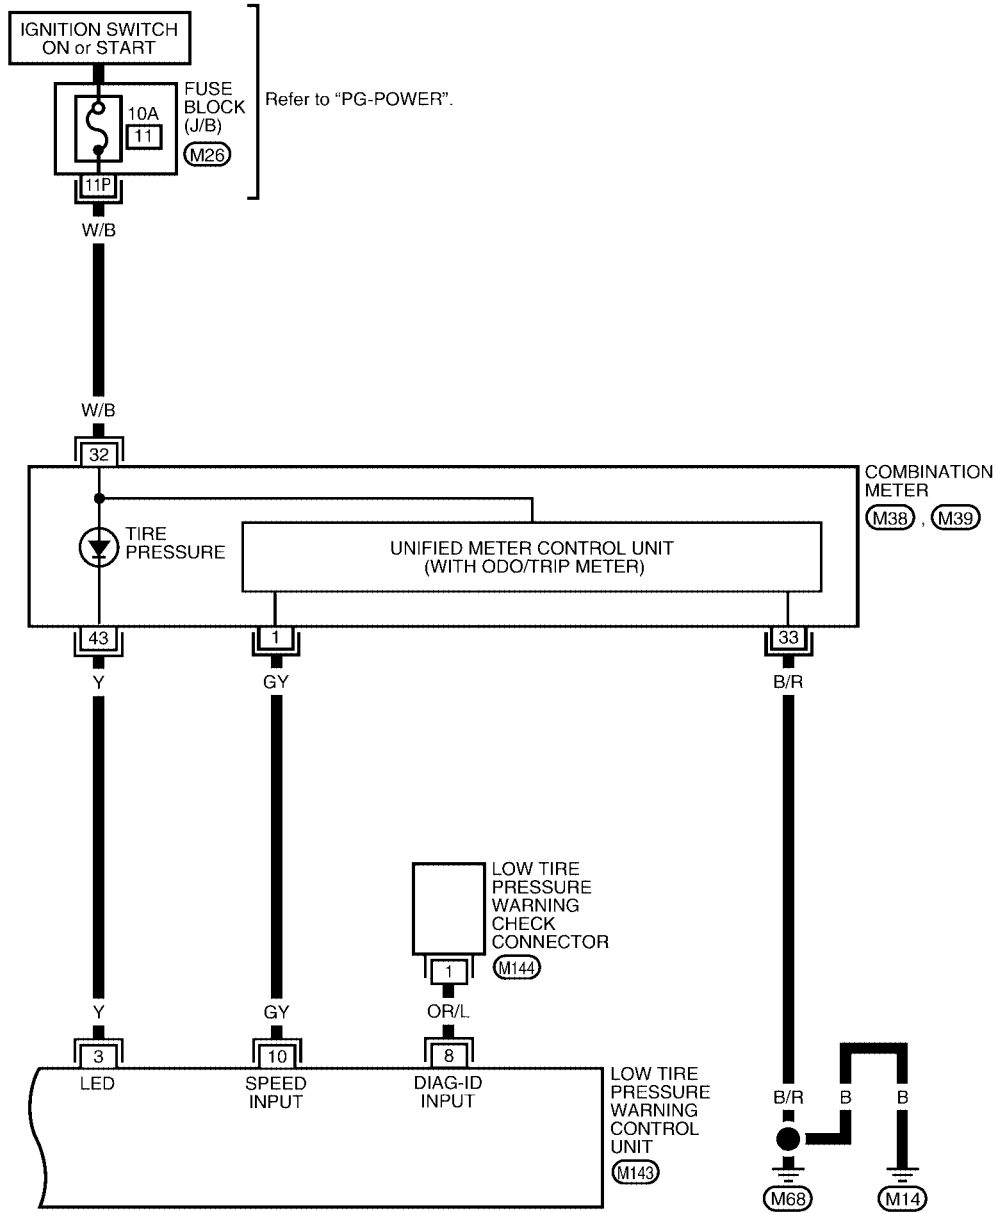 IGNITION SWITCH
ON or START
FUSE
BLOCK
(J/B)
M26
10A
11
Refer to "PG-POWER".
11P
W/B
W/B
32
COMBINATION
METER
M38 , M39
TIRE
PRESSURE
UNIFIED METER CONTROL UNIT
(WITH ODO/TRIP METER)
43
1
33
Y
GY
B/R
LOW TIRE
PRESSURE
WARNING
CHECK
CONNECTOR
M144
1
Y
GY
OR/L
3
10
8
LED
SPEED
INPUT
DIAG-ID
INPUT
LOW TIRE
PRESSURE
WARNING
CONTROL
UNIT
M143
B/R
B
B
M68
M14